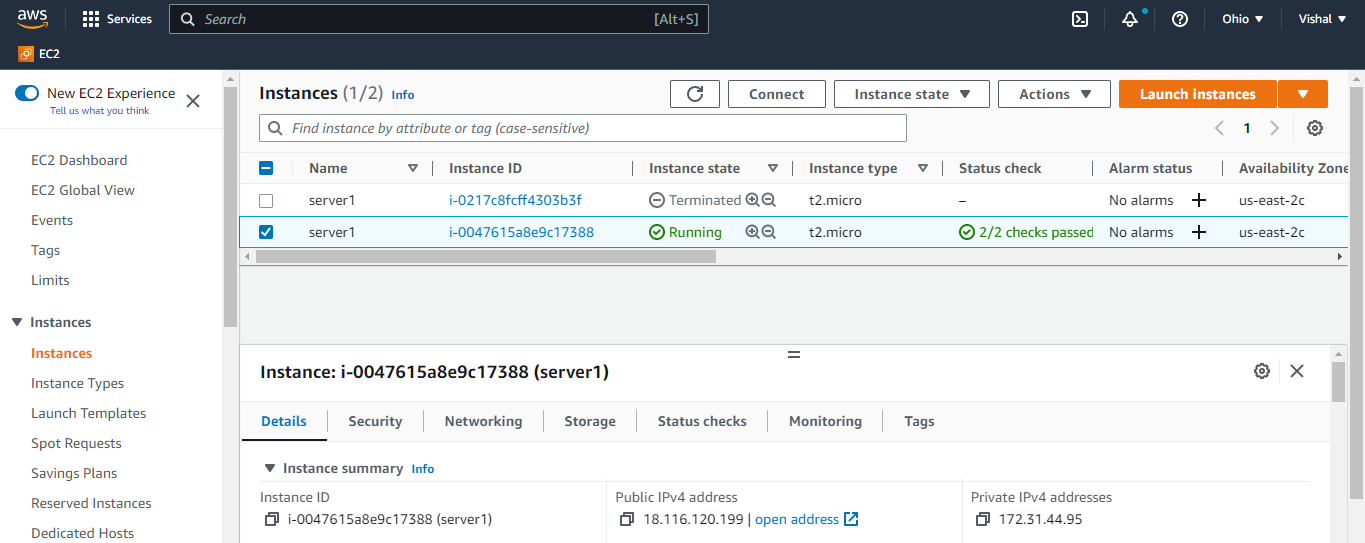 aws Services Search [Alt+S] Ohio Vishal
EC2
New EC2 Experience
Tell us what you think
EC2 Dashboard
EC2 Global View
Events
Tags
Limits
Instances
Instances
Instance Types
Launch Templates
Spot Requests
Savings Plans
Reserved Instances
Dedicated Hosts
Instances (1/2) Info Connect Instance state Actions Launch instances
Find instance by attribute or tag (case-sensitive) 1
Name Instance ID Instance state Instance type Status check Alarm status Availability Zone
server1 i-0217c8fcff4303b3f Terminated t2.micro – No alarms + us-east-2c
server1 i-0047615a8e9c17388 Running t2.micro 2/2 checks passed No alarms + us-east-2c
Instance: i-0047615a8e9c17388 (server1)
Details Security Networking Storage Status checks Monitoring Tags
Instance summary Info
Instance ID Public IPv4 address Private IPv4 addresses
i-0047615a8e9c17388 (server1) 18.116.120.199 | open address 172.31.44.95